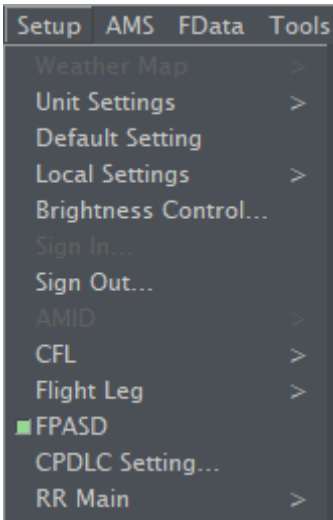 Setup AMS FData Tools
Weather Map >
Unit Settings >
Default Setting
Local Settings >
Brightness Control...
Sign In...
Sign Out...
AMID >
CFL >
Flight Leg >
FPASD
CPDLC Setting...
RR Main >